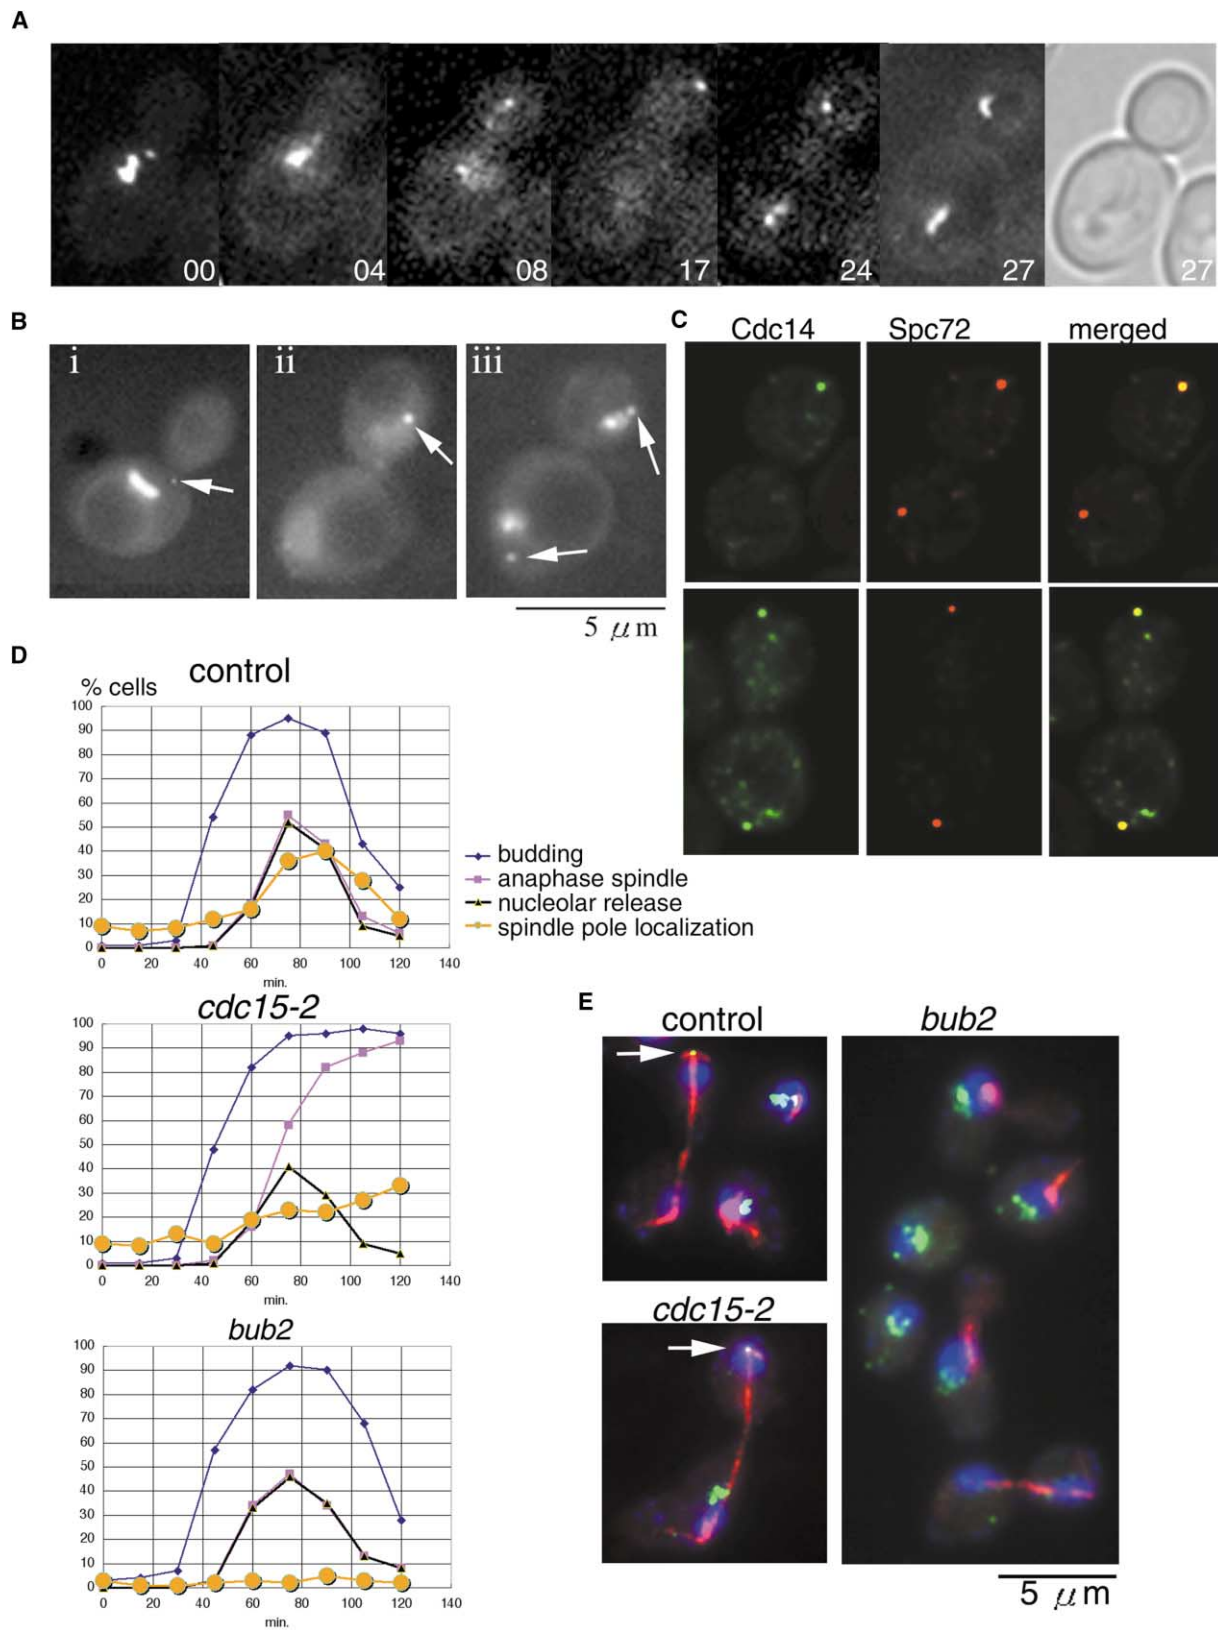 A
00 04 08 17 24 27 27
B
i ii iii
5 μm
C
Cdc14 Spc72 merged
D
control
% cells
100
90
80
70
60
50
40
30
20
10
0
0 20 40 60 80 100 120 140
min.
budding
anaphase spindle
nucleolar release
spindle pole localization
cdc15-2
100
90
80
70
60
50
40
30
20
10
0
0 20 40 60 80 100 120 140
min.
bub2
100
90
80
70
60
50
40
30
20
10
0
0 20 40 60 80 100 120 140
min.
E
control bub2
cdc15-2
5 μm